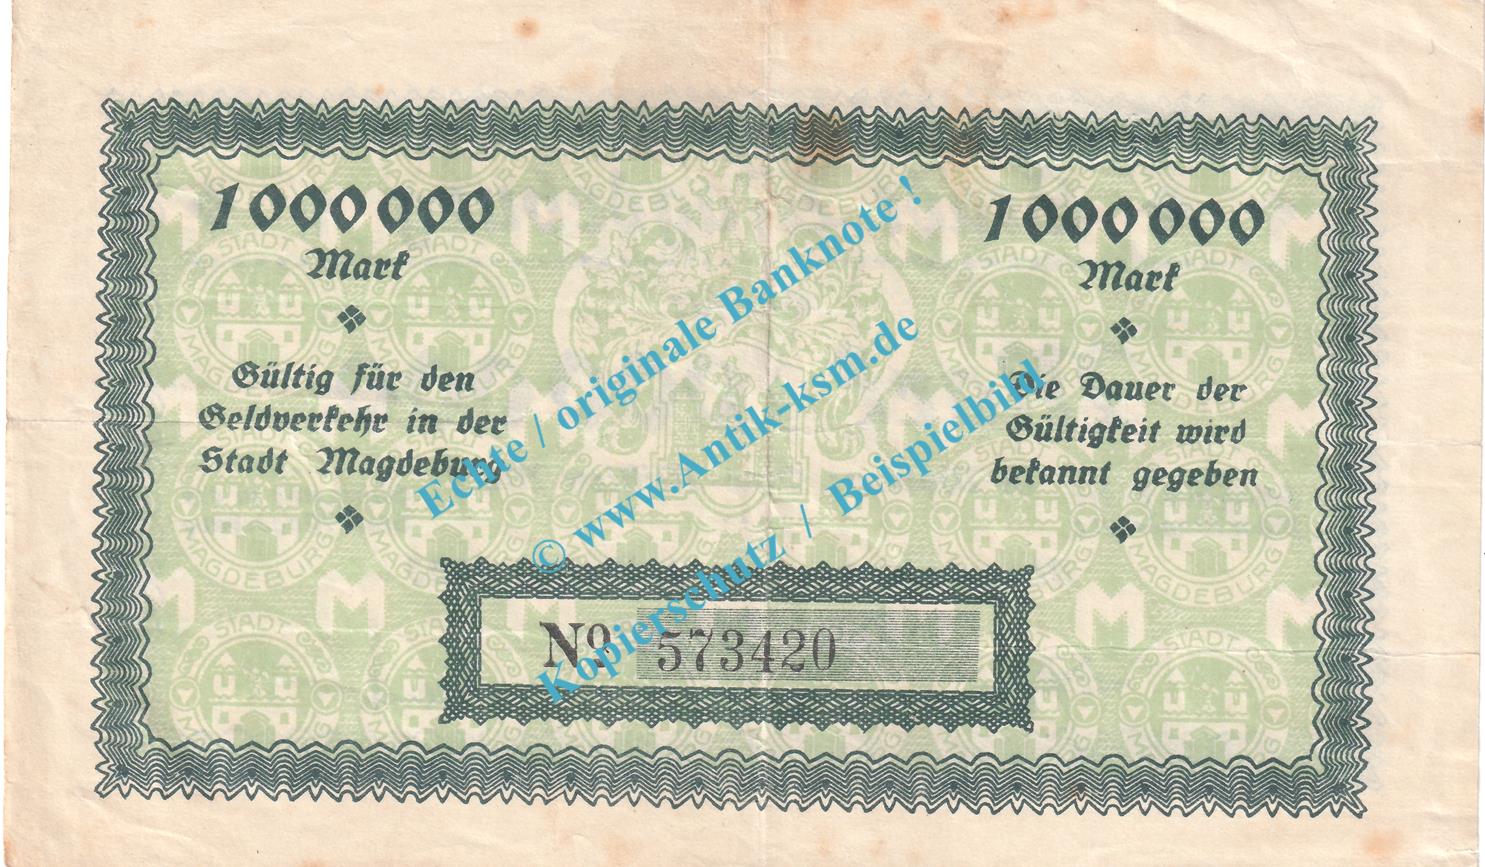 1000000
Mark
Gültig für den
Geldverkehr in der
Stadt Magdeburg
1000000
Mark
Die Dauer der
Gültigkeit wird
bekannt gegeben
No 573420
Echte / originale Banknote !
© www.Antik-ksm.de
Kopierschutz / Beispielbild
STADT
MAGDEBURG
M